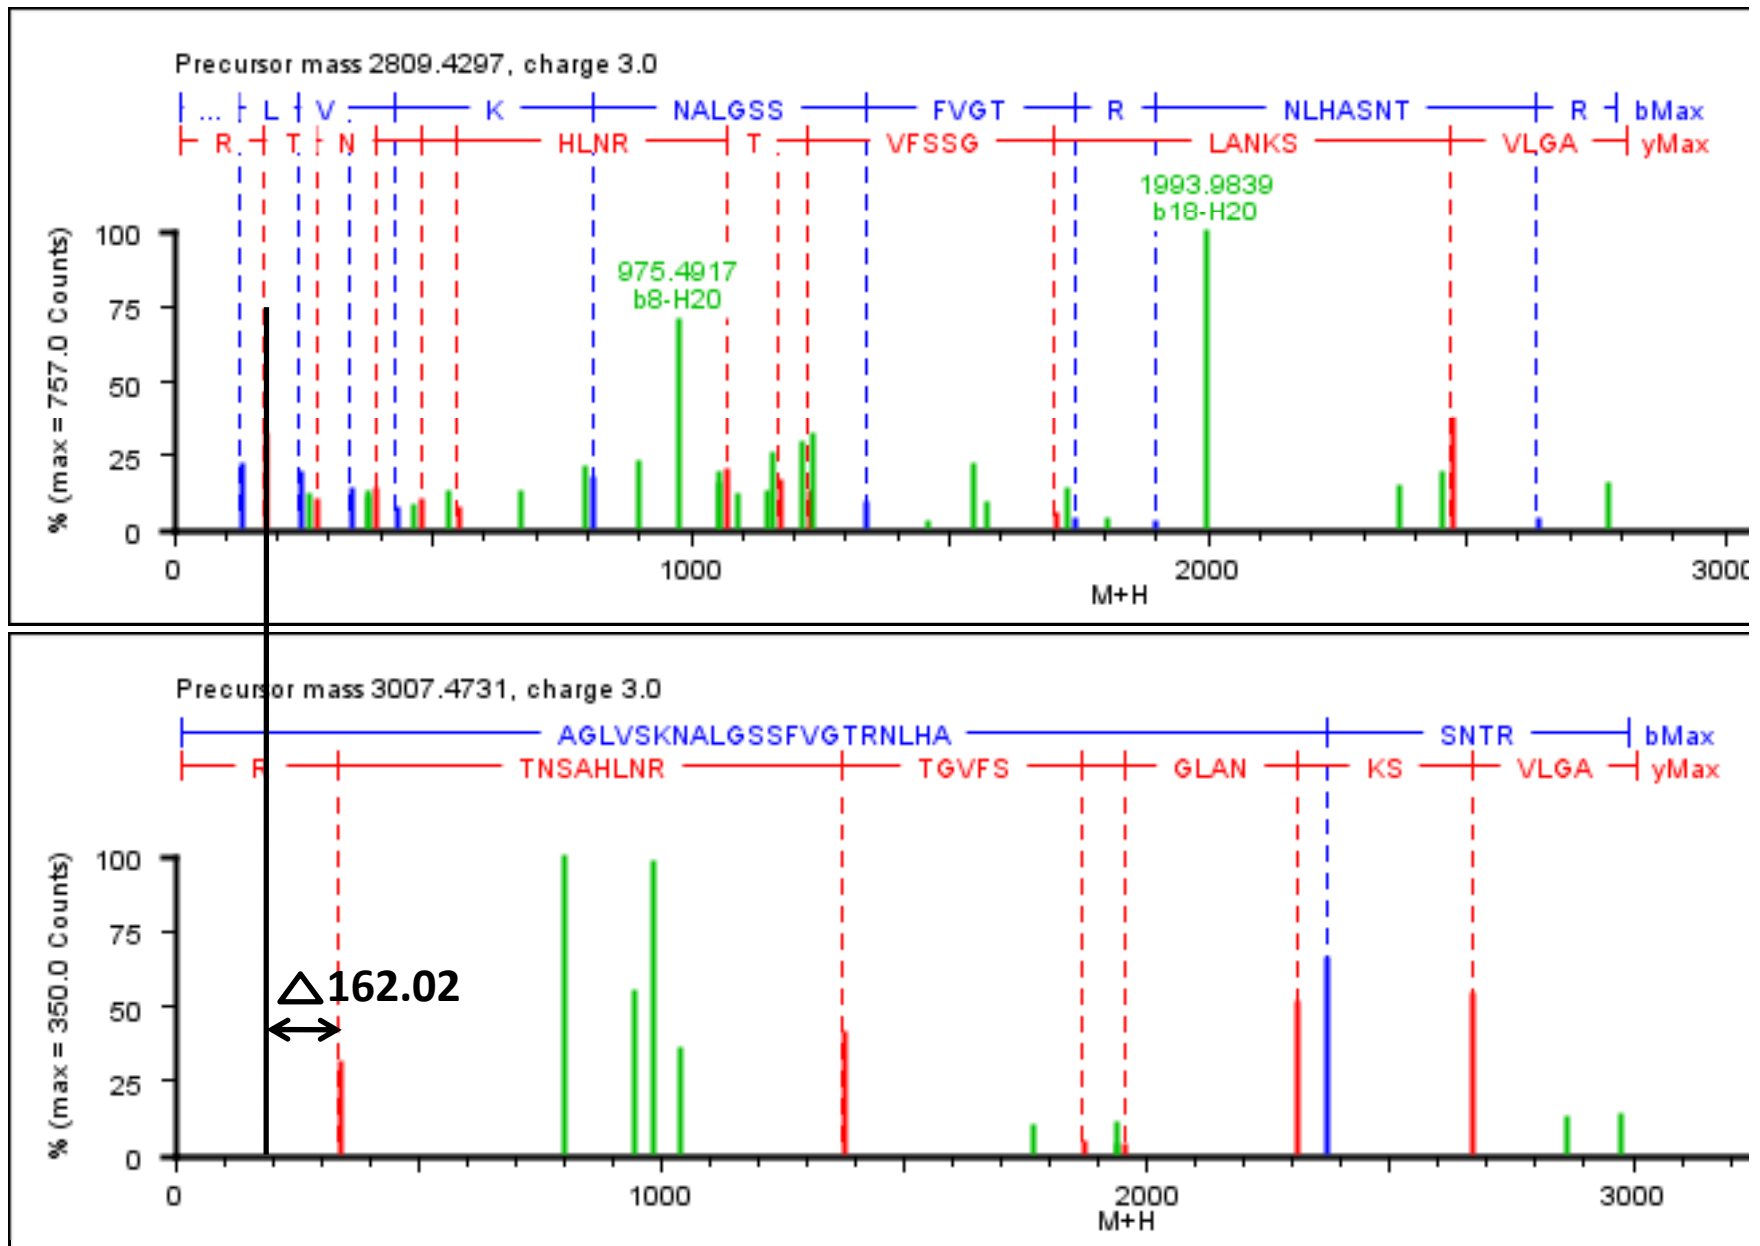 Precursor mass 2809.4297, charge 3.0
... L V K NALGSS FVGT R NLHASNT R bMax
R T N HLNR T VFSSG LANKS VLGA yMax
1993.9839
b18-H20
975.4917
b8-H20
% (max = 757.0 Counts)
100
75
50
25
0
0 1000 2000 3000
M+H
Precursor mass 3007.4731, charge 3.0
AGLVSKNALGSSFVGTRNLHA SNTR bMax
R TNSAHLNR TGVFS GLAN KS VLGA yMax
% (max = 350.0 Counts)
100
75
△162.02
50
25
0
0 1000 2000 3000
M+H